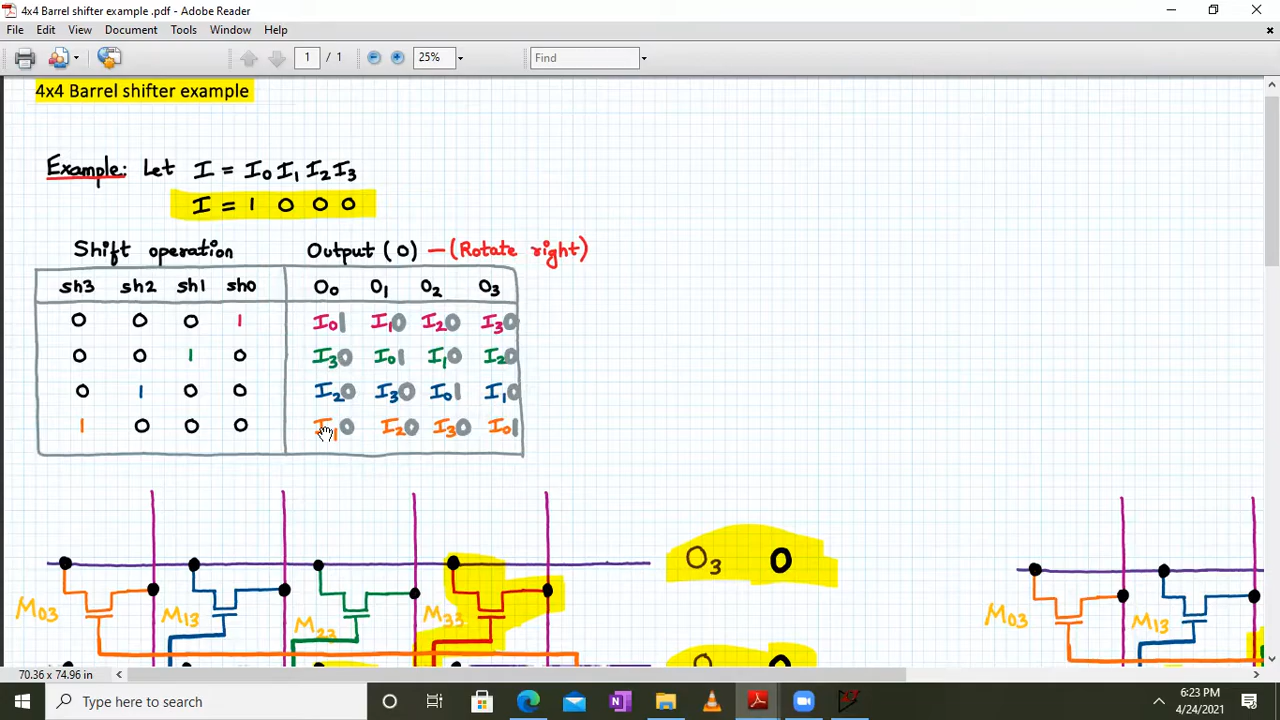 4x4 Barrel shifter example .pdf - Adobe Reader
File Edit View Document Tools Window Help
1 / 1 25% Find
4x4 Barrel shifter example
Example: Let I = I0 I1 I2 I3
I = 1 0 0 0
Shift operation Output (O) — (Rotate right)
sh3 sh2 sh1 sh0 O0 O1 O2 O3
0 0 0 1 I0 1 I1 0 I2 0 I3 0
0 0 1 0 I3 0 I0 1 I1 0 I2 0
0 1 0 0 I2 0 I3 0 I0 1 I1 0
1 0 0 0 I1 0 I2 0 I3 0 I0 1
O3 0
M03 M13 M23 M33 M03 M13
70.36 x 74.96 in
Type here to search
6:23 PM
4/24/2021